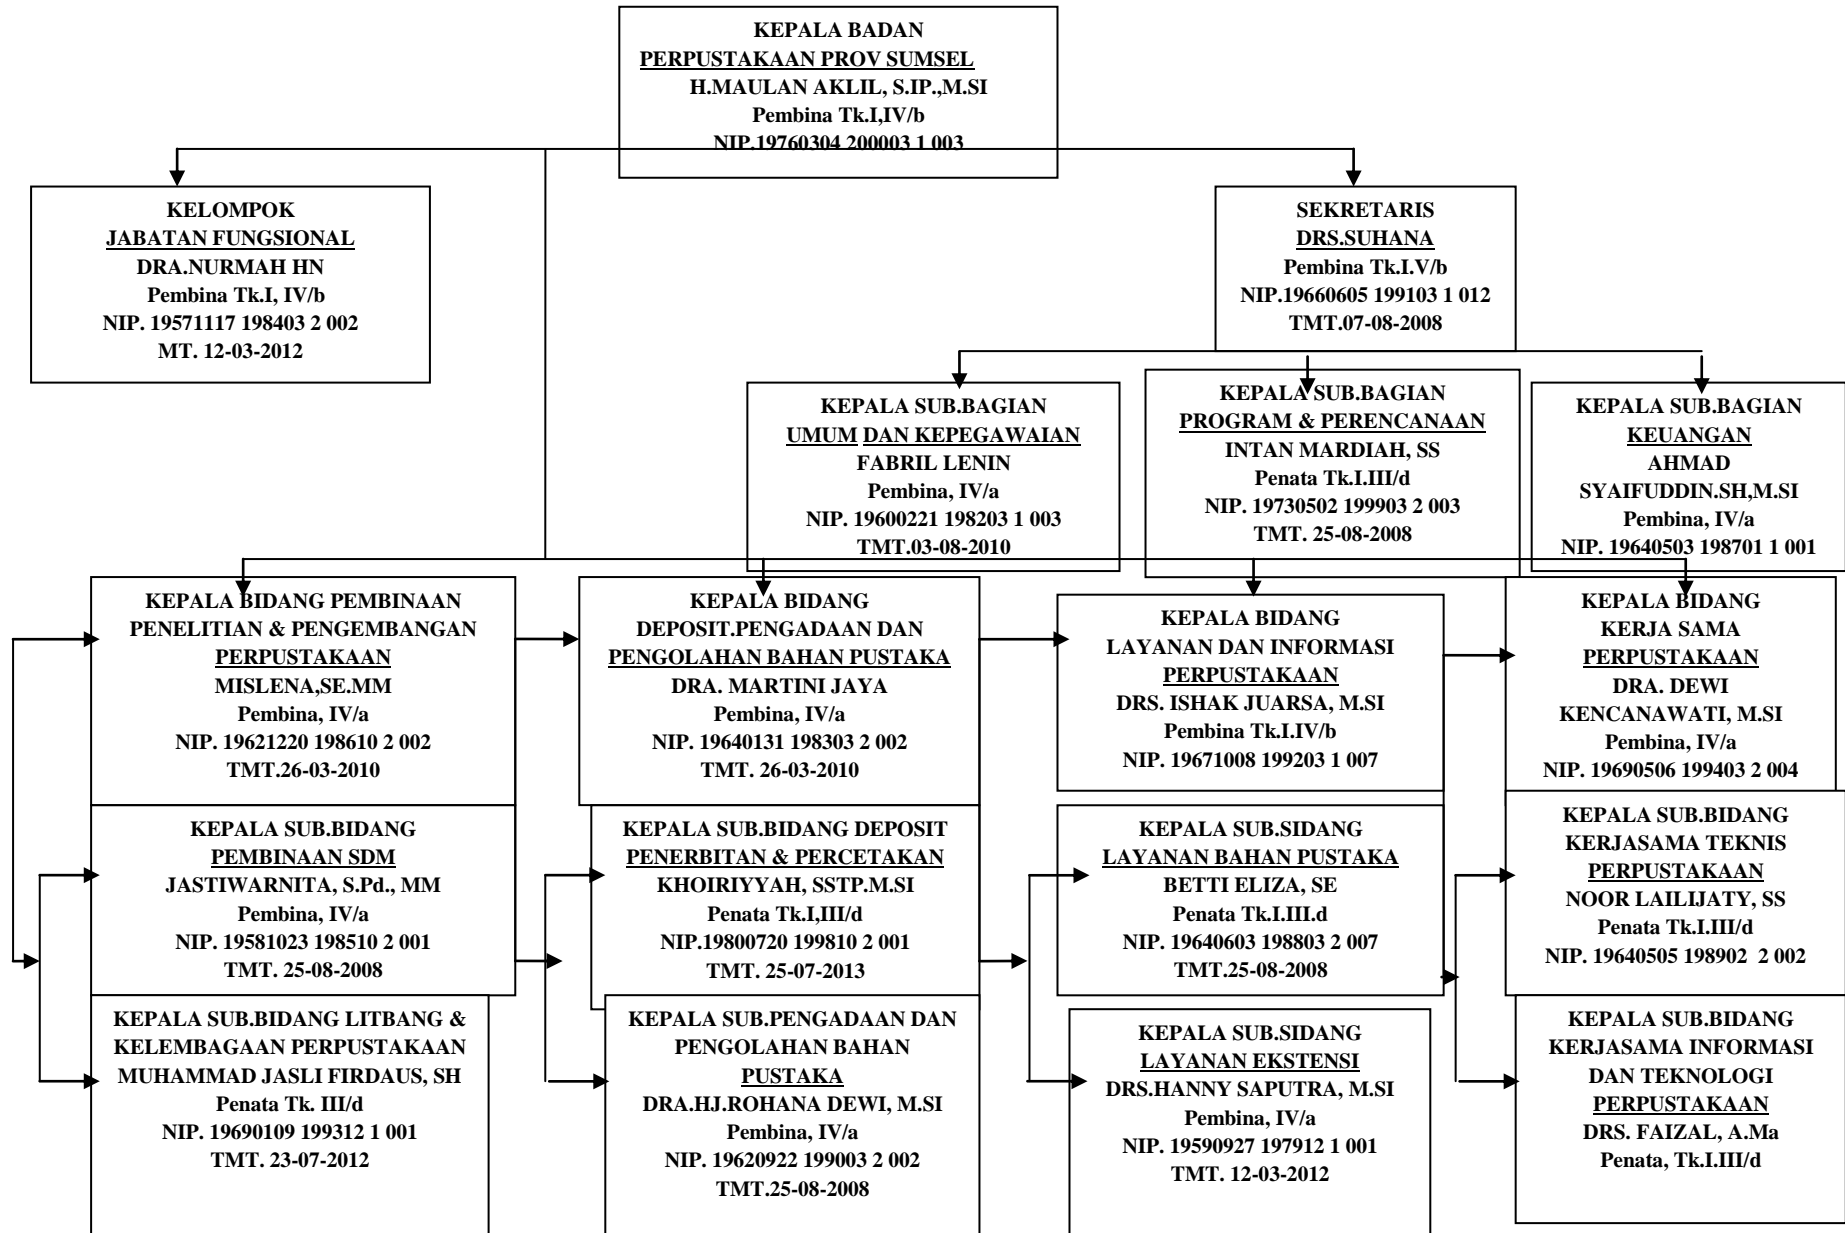 KEPALA BADAN
PERPUSTAKAAN PROV SUMSEL
H.MAULAN AKLIL, S.IP.,M.SI
Pembina Tk.I,IV/b
NIP.19760304 200003 1 003
KELOMPOK
JABATAN FUNGSIONAL
DRA.NURMAH HN
Pembina Tk.I, IV/b
NIP. 19571117 198403 2 002
MT. 12-03-2012
SEKRETARIS
DRS.SUHANA
Pembina Tk.I.V/b
NIP.19660605 199103 1 012
TMT.07-08-2008
KEPALA SUB.BAGIAN
UMUM DAN KEPEGAWAIAN
FABRIL LENIN
Pembina, IV/a
NIP. 19600221 198203 1 003
TMT.03-08-2010
KEPALA SUB.BAGIAN
PROGRAM & PERENCANAAN
INTAN MARDIAH, SS
Penata Tk.I.III/d
NIP. 19730502 199903 2 003
TMT. 25-08-2008
KEPALA SUB.BAGIAN
KEUANGAN
AHMAD
SYAIFUDDIN.SH,M.SI
Pembina, IV/a
NIP. 19640503 198701 1 001
KEPALA BIDANG PEMBINAAN
PENELITIAN & PENGEMBANGAN
PERPUSTAKAAN
MISLENA,SE.MM
Pembina, IV/a
NIP. 19621220 198610 2 002
TMT.26-03-2010
KEPALA BIDANG
DEPOSIT.PENGADAAN DAN
PENGOLAHAN BAHAN PUSTAKA
DRA. MARTINI JAYA
Pembina, IV/a
NIP. 19640131 198303 2 002
TMT. 26-03-2010
KEPALA BIDANG
LAYANAN DAN INFORMASI
PERPUSTAKAAN
DRS. ISHAK JUARSA, M.SI
Pembina Tk.I.IV/b
NIP. 19671008 199203 1 007
KEPALA BIDANG
KERJA SAMA
PERPUSTAKAAN
DRA. DEWI
KENCANAWATI, M.SI
Pembina, IV/a
NIP. 19690506 199403 2 004
KEPALA SUB.BIDANG
PEMBINAAN SDM
JASTIWARNITA, S.Pd., MM
Pembina, IV/a
NIP. 19581023 198510 2 001
TMT. 25-08-2008
KEPALA SUB.BIDANG DEPOSIT
PENERBITAN & PERCETAKAN
KHOIRIYYAH, SSTP.M.SI
Penata Tk.I,III/d
NIP.19800720 199810 2 001
TMT. 25-07-2013
KEPALA SUB.SIDANG
LAYANAN BAHAN PUSTAKA
BETTI ELIZA, SE
Penata Tk.I.III.d
NIP. 19640603 198803 2 007
TMT.25-08-2008
KEPALA SUB.BIDANG
KERJASAMA TEKNIS
PERPUSTAKAAN
NOOR LAILIJATY, SS
Penata Tk.I.III/d
NIP. 19640505 198902 2 002
KEPALA SUB.BIDANG LITBANG &
KELEMBAGAAN PERPUSTAKAAN
MUHAMMAD JASLI FIRDAUS, SH
Penata Tk. III/d
NIP. 19690109 199312 1 001
TMT. 23-07-2012
KEPALA SUB.PENGADAAN DAN
PENGOLAHAN BAHAN
PUSTAKA
DRA.HJ.ROHANA DEWI, M.SI
Pembina, IV/a
NIP. 19620922 199003 2 002
TMT.25-08-2008
KEPALA SUB.SIDANG
LAYANAN EKSTENSI
DRS.HANNY SAPUTRA, M.SI
Pembina, IV/a
NIP. 19590927 197912 1 001
TMT. 12-03-2012
KEPALA SUB.BIDANG
KERJASAMA INFORMASI
DAN TEKNOLOGI
PERPUSTAKAAN
DRS. FAIZAL, A.Ma
Penata, Tk.I.III/d